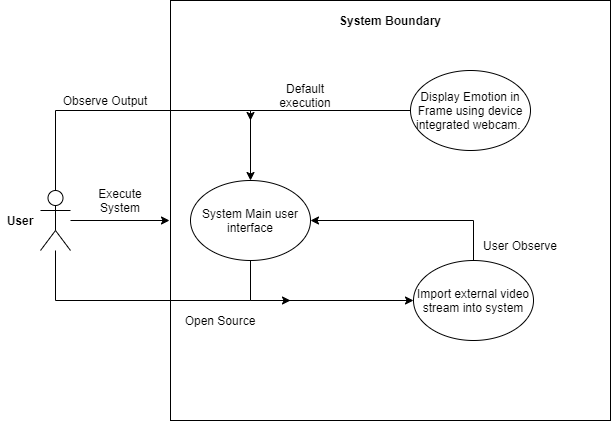 System Boundary
Default
execution
Observe Output
Display Emotion in
Frame using device
integrated webcam.
Execute
System
User
System Main user
interface
User Observe
Import external video
stream into system
Open Source